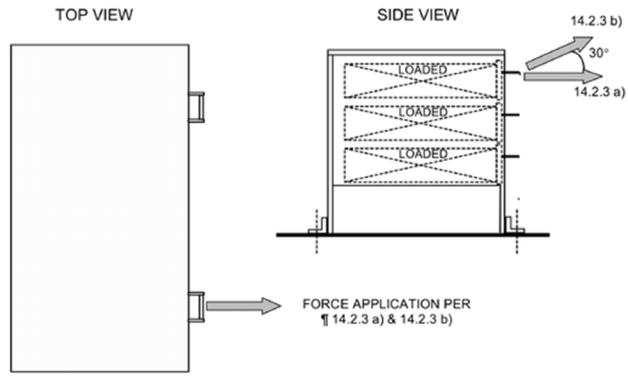 TOP VIEW
SIDE VIEW
14.2.3 b)
30°
14.2.3 a)
LOADED
LOADED
LOADED
FORCE APPLICATION PER
¶ 14.2.3 a) & 14.2.3 b)